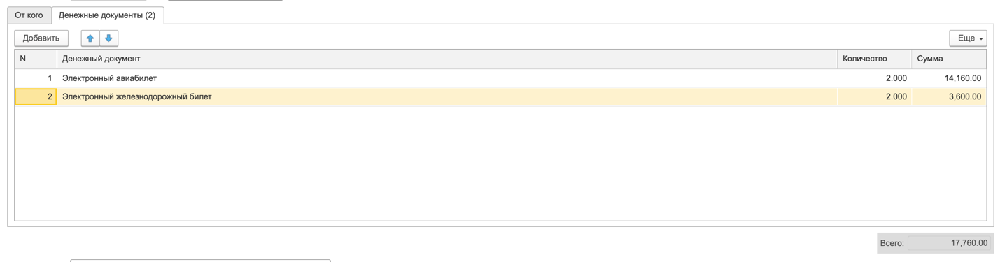 От кого Денежные документы (2)
Добавить Еще
N Денежный документ Количество Сумма
1 Электронный авиабилет 2.000 14,160.00
2 Электронный железнодорожный билет 2.000 3,600.00
Всего: 17,760.00